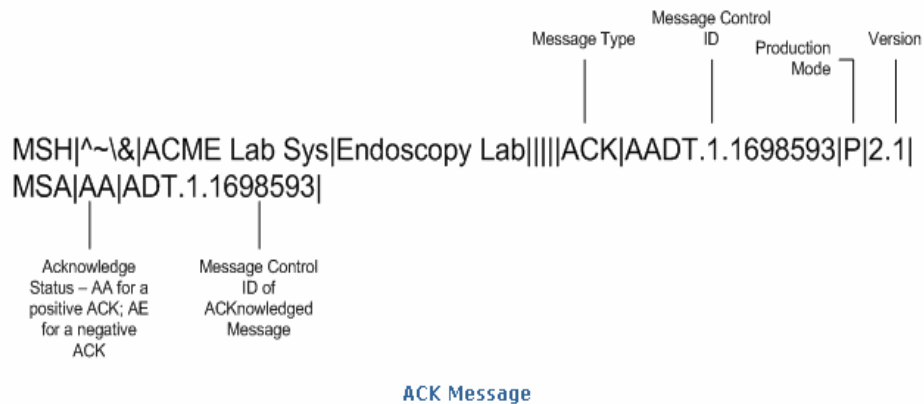 Message Type
Message Control
ID
Production
Mode
Version
MSH|^~\&|ACME Lab Sys|Endoscopy Lab|||||ACK|AADT.1.1698593|P|2.1|
MSA|AA|ADT.1.1698593|
Acknowledge
Status – AA for a
positive ACK; AE
for a negative
ACK
Message Control
ID of
ACKnowledged
Message
ACK Message